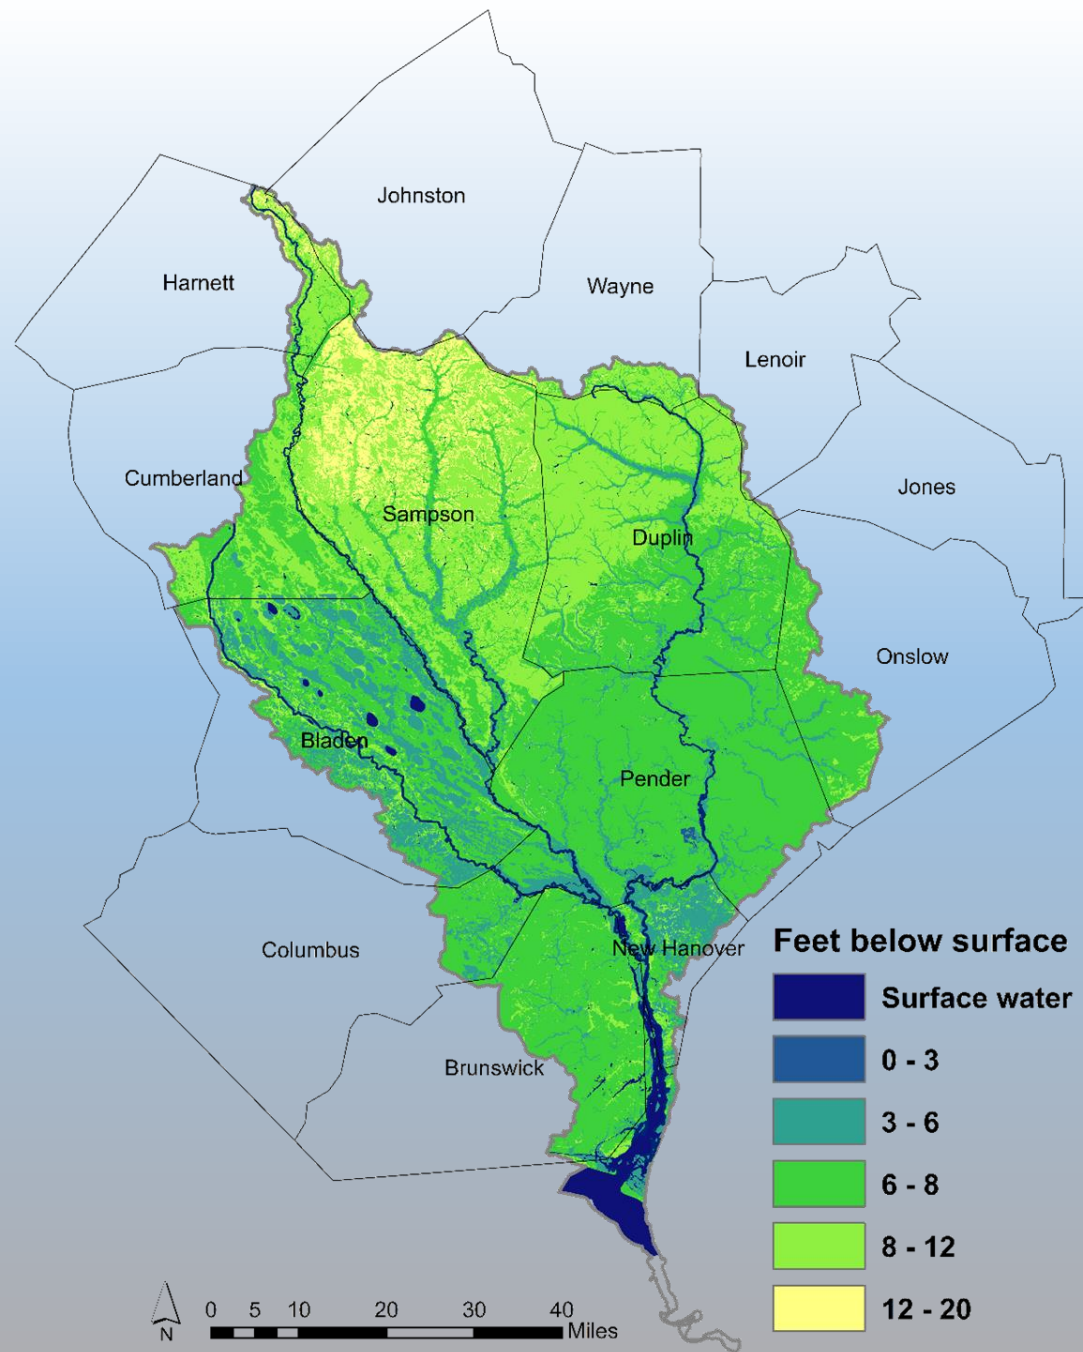 Johnston
Harnett
Wayne
Lenoir
Cumberland
Jones
Sampson
Duplin
Onslow
Bladen
Pender
Columbus
New Hanover
Brunswick
Feet below surface
Surface water
0 - 3
3 - 6
6 - 8
8 - 12
12 - 20
N
0 5 10 20 30 40
Miles